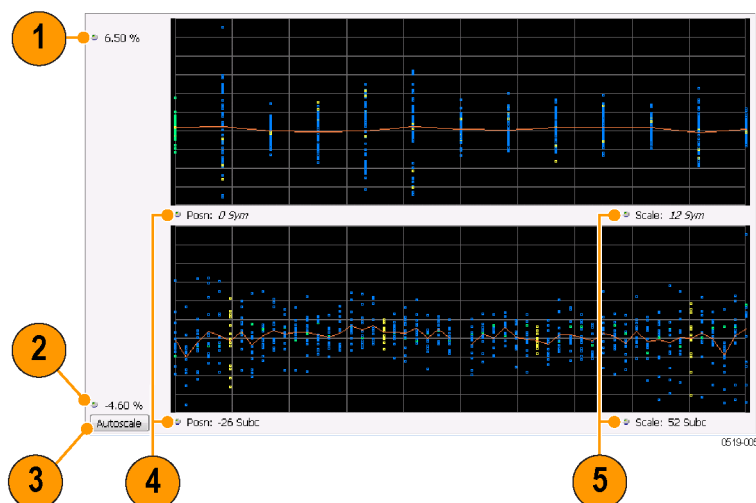 1
6.50 %
Posn: 0 Sym
Scale: 12 Sym
2
-4.60 %
Autoscale
Posn: -26 Subc
Scale: 52 Subc
0519-005
3
4
5